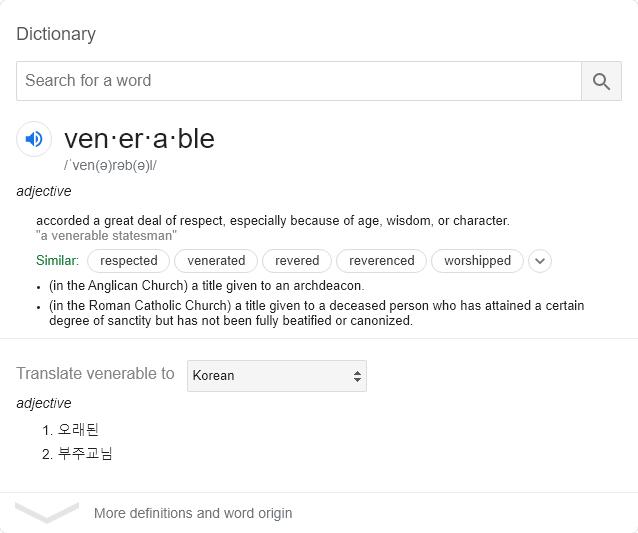 Dictionary
Search for a word
ven·er·a·ble
/ˈven(ə)rəb(ə)l/
adjective
accorded a great deal of respect, especially because of age, wisdom, or character.
"a venerable statesman"
Similar: respected venerated revered reverenced worshipped
• (in the Anglican Church) a title given to an archdeacon.
• (in the Roman Catholic Church) a title given to a deceased person who has attained a certain
degree of sanctity but has not been fully beatified or canonized.
Translate venerable to Korean
adjective
1. 오래된
2. 부주교님
More definitions and word origin